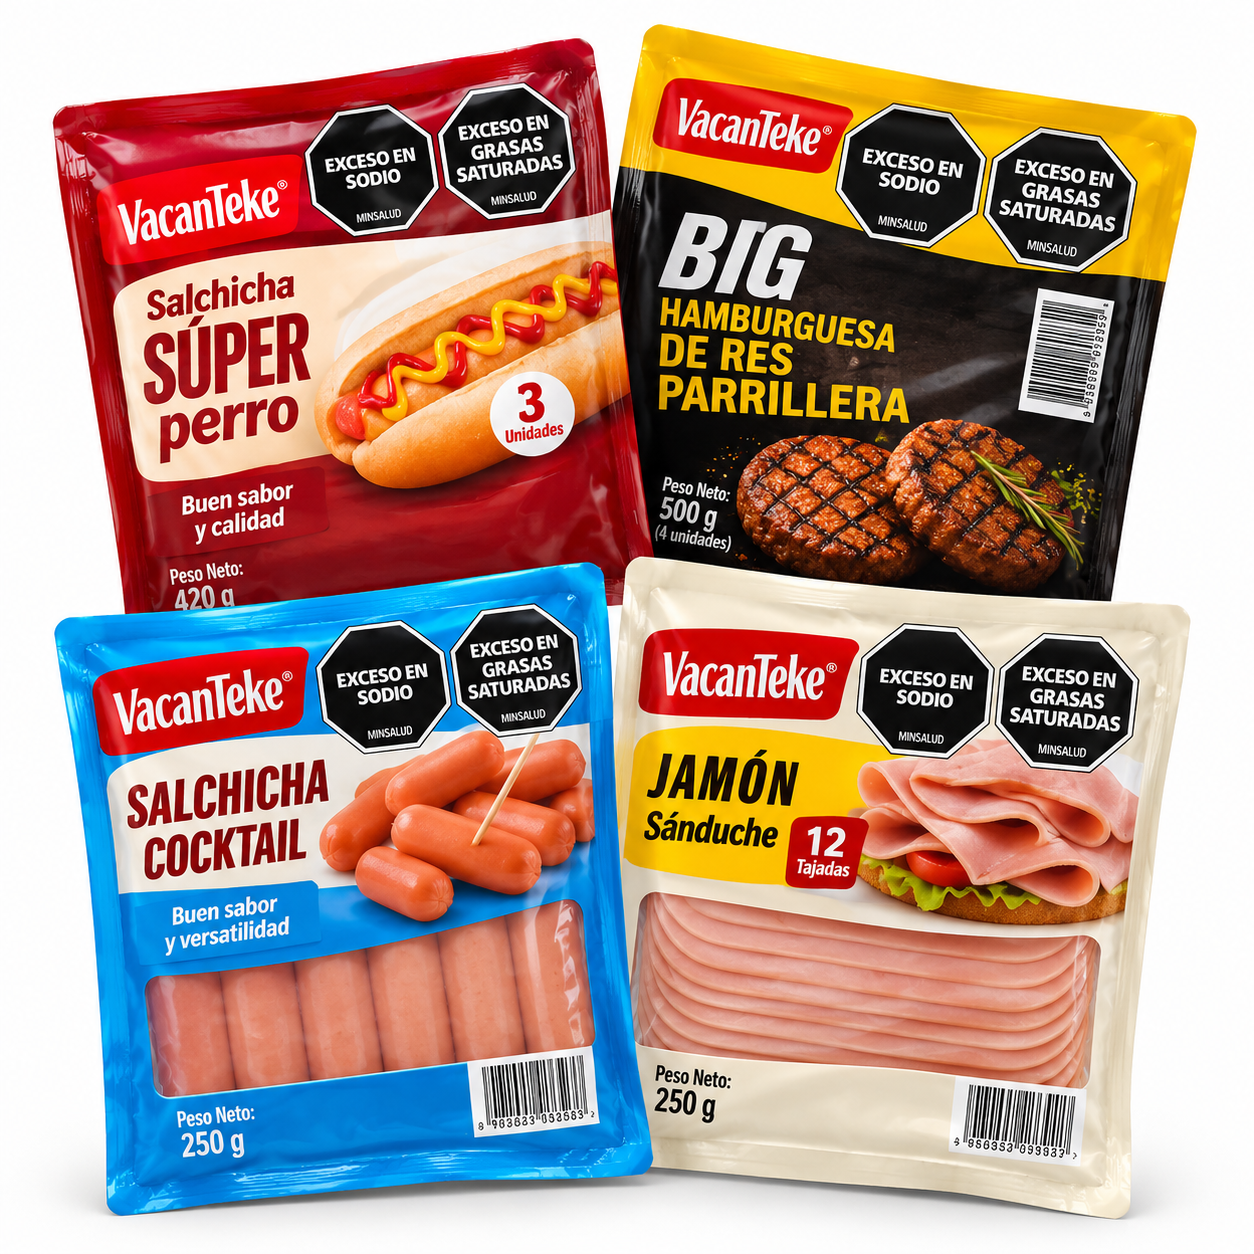 VacanTeke®
EXCESO EN
SODIO
MINSALUD
EXCESO EN
GRASAS
SATURADAS
MINSALUD
Salchicha
SÚPER
perro
3
Unidades
Buen sabor
y calidad
Peso Neto:
420 g
VacanTeke®
EXCESO EN
SODIO
MINSALUD
EXCESO EN
GRASAS
SATURADAS
MINSALUD
BIG
HAMBURGUESA
DE RES
PARRILLERA
Peso Neto:
500 g
(4 unidades)
VacanTeke®
EXCESO EN
SODIO
MINSALUD
EXCESO EN
GRASAS
SATURADAS
MINSALUD
SALCHICHA
COCKTAIL
Buen sabor
y versatilidad
Peso Neto:
250 g
VacanTeke®
EXCESO EN
SODIO
MINSALUD
EXCESO EN
GRASAS
SATURADAS
MINSALUD
JAMÓN
Sánduche
12
Tajadas
Peso Neto:
250 g